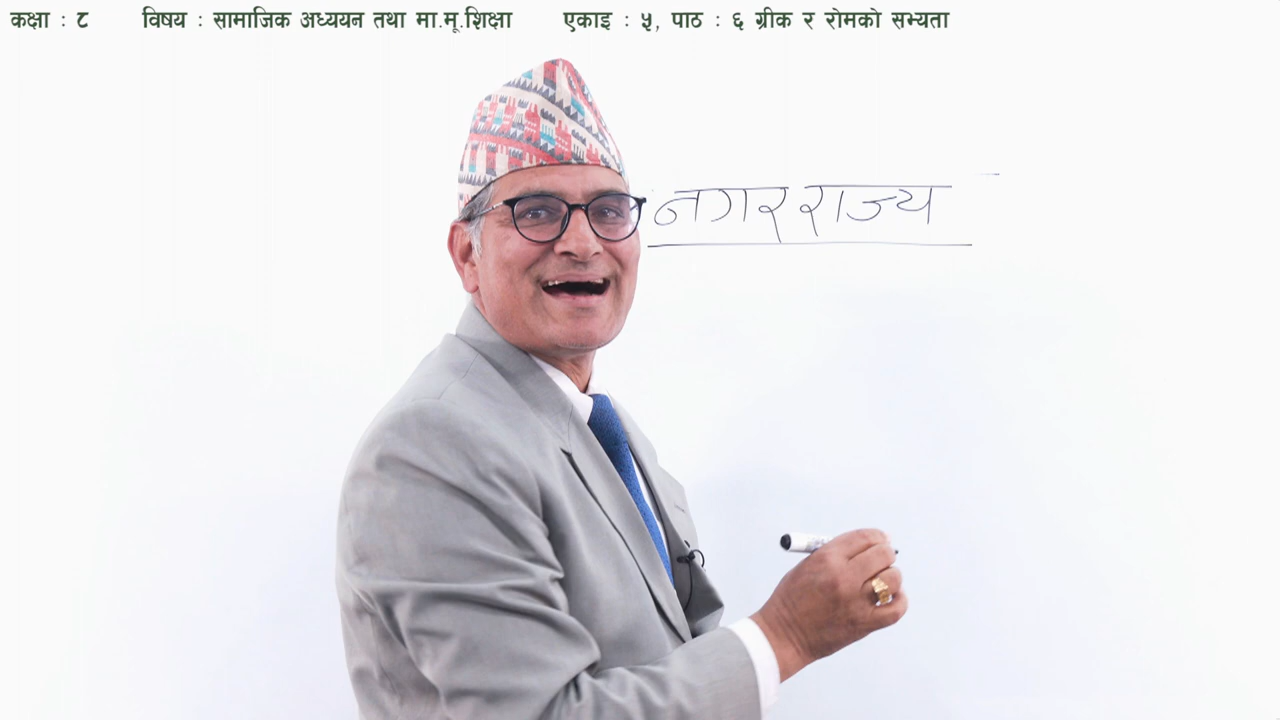 कक्षा : ८ विषय : सामाजिक अध्ययन तथा मा.मू.शिक्षा एकाइ : ५, पाठ : ६ ग्रीक र रोमको सभ्यता
नगरराज्य